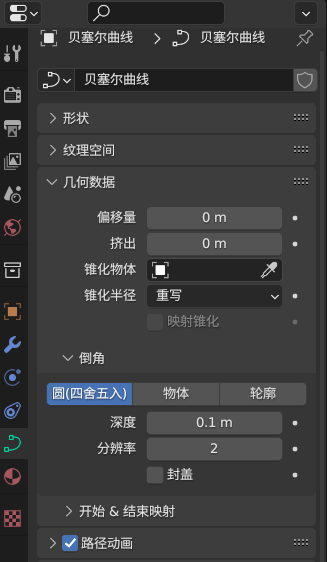 贝塞尔曲线 贝塞尔曲线
贝塞尔曲线
形状
纹理空间
几何数据
偏移量 0 m
挤出 0 m
锥化物体
锥化半径 重写
映射锥化
倒角
圆(四舍五入) 物体 轮廓
深度 0.1 m
分辨率 2
封盖
开始 & 结束映射
路径动画